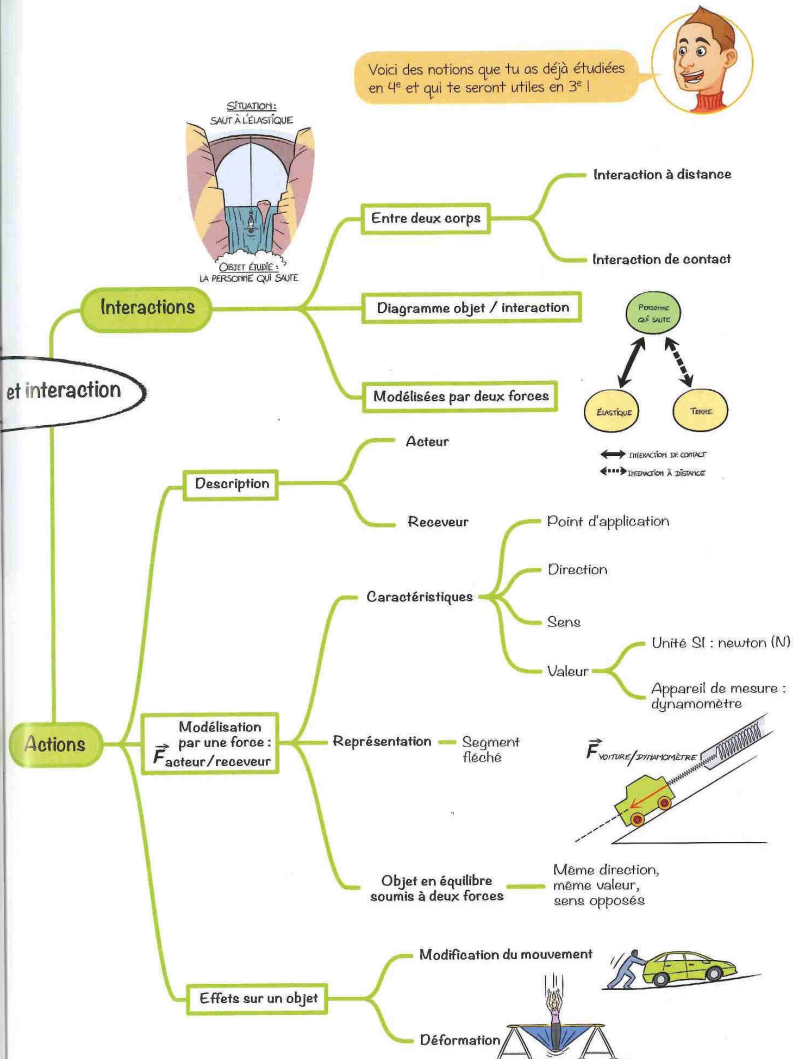 Voici des notions que tu as déjà étudiées
en 4e et qui te seront utiles en 3e !
SITUATION :
SAUT À L'ÉLASTIQUE
OBJET ÉTUDIÉ :
LA PERSONNE QUI SAUTE
Interactions
Entre deux corps
Interaction à distance
Interaction de contact
Diagramme objet / interaction
Modélisées par deux forces
PERSONNE
QUI SAUTE
ÉLASTIQUE
TERRE
INTERACTION DE CONTACT
INTERACTION À DISTANCE
et interaction
Description
Acteur
Receveur
Actions
Modélisation
par une force :
F acteur/receveur
Caractéristiques
Point d'application
Direction
Sens
Valeur
Unité SI : newton (N)
Appareil de mesure :
dynamomètre
Représentation
Segment
fléché
F VOITURE/DYNAMOMÈTRE
Objet en équilibre
soumis à deux forces
Même direction,
même valeur,
sens opposés
Effets sur un objet
Modification du mouvement
Déformation